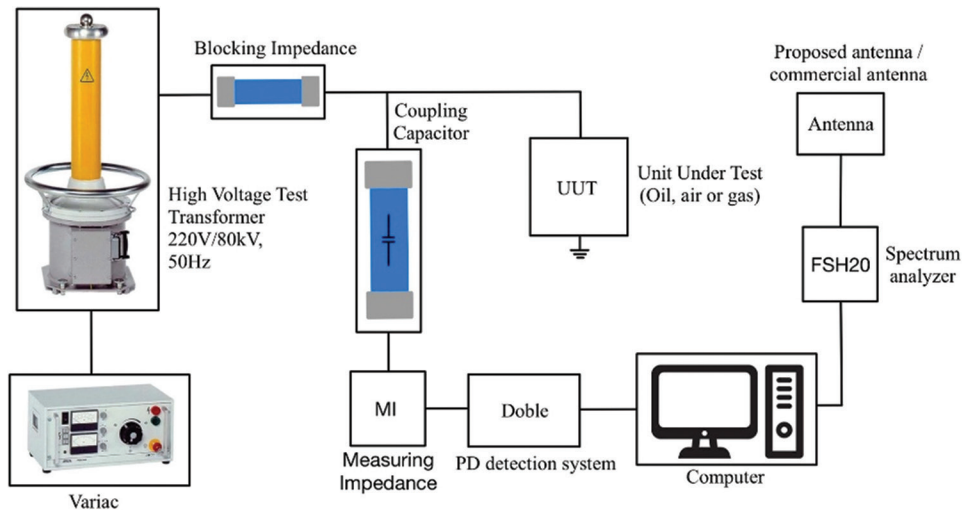 Blocking Impedance
Proposed antenna /
commercial antenna
Antenna
Coupling
Capacitor
UUT
Unit Under Test
(Oil, air or gas)
High Voltage Test
Transformer
220V/80kV,
50Hz
FSH20
Spectrum
analyzer
MI
Doble
Measuring
Impedance
PD detection system
Computer
Variac